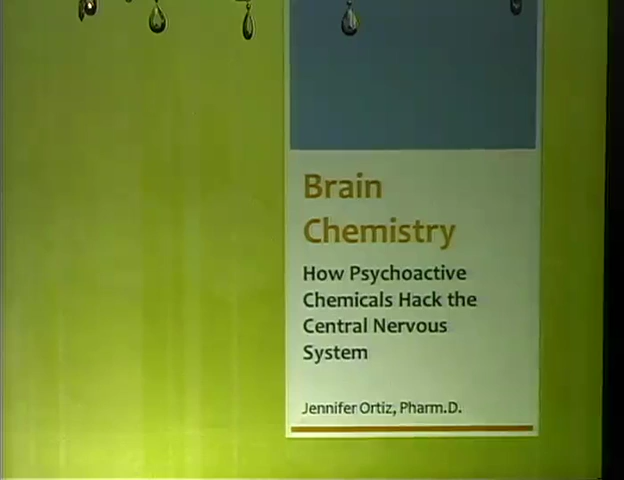 Brain
Chemistry
How Psychoactive
Chemicals Hack the
Central Nervous
System
Jennifer Ortiz, Pharm.D.